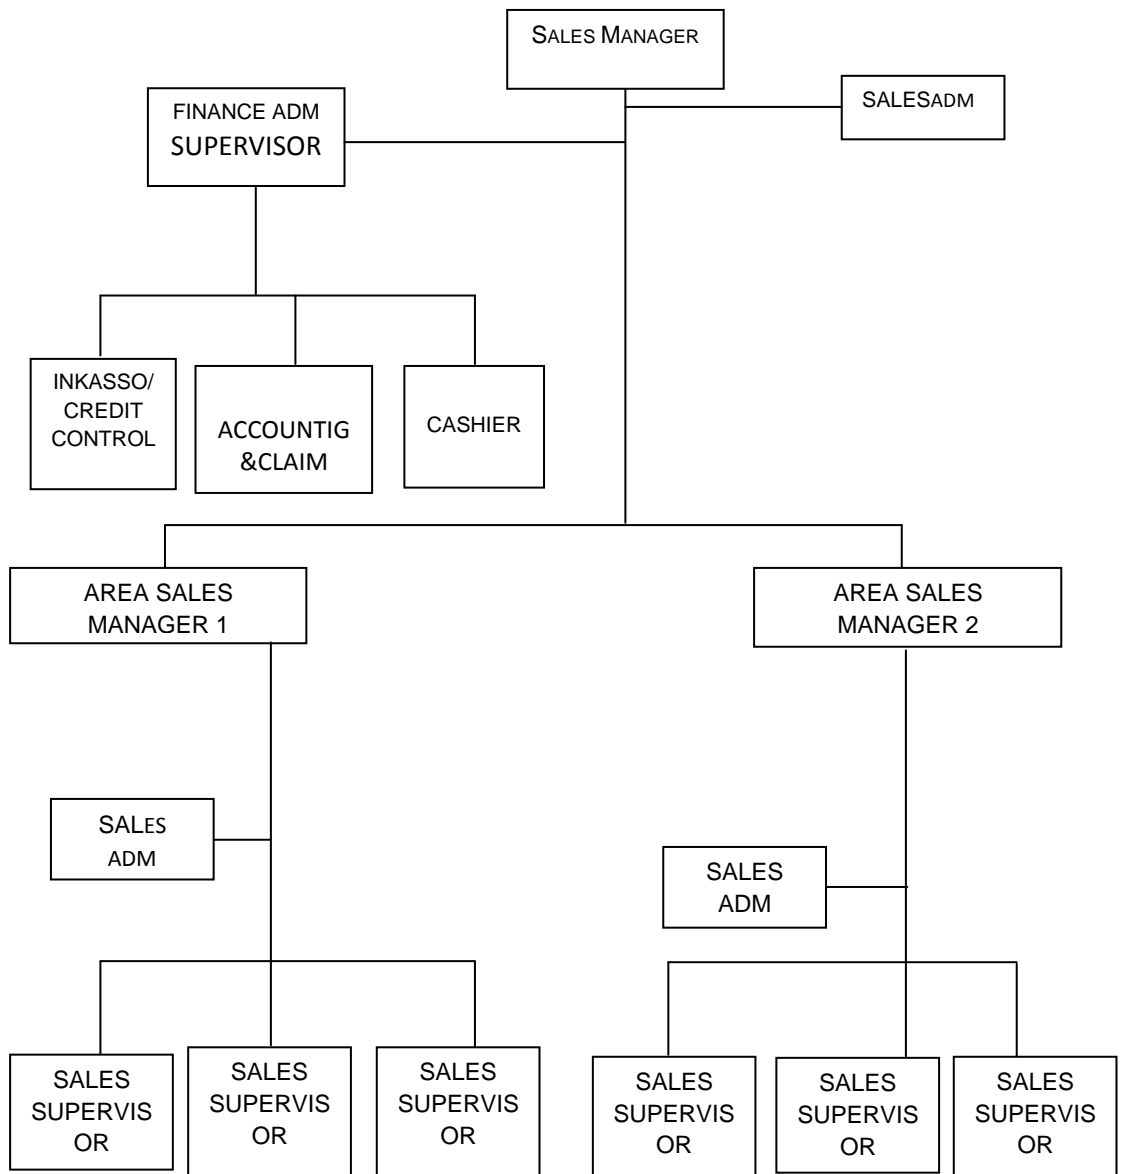 SALES MANAGER
SALESADM
FINANCE ADM
SUPERVISOR
INKASSO/
CREDIT
CONTROL
ACCOUNTIG
&CLAIM
CASHIER
AREA SALES
MANAGER 1
AREA SALES
MANAGER 2
SALES
ADM
SALES
ADM
SALES
SUPERVIS
OR
SALES
SUPERVIS
OR
SALES
SUPERVIS
OR
SALES
SUPERVIS
OR
SALES
SUPERVIS
OR
SALES
SUPERVIS
OR